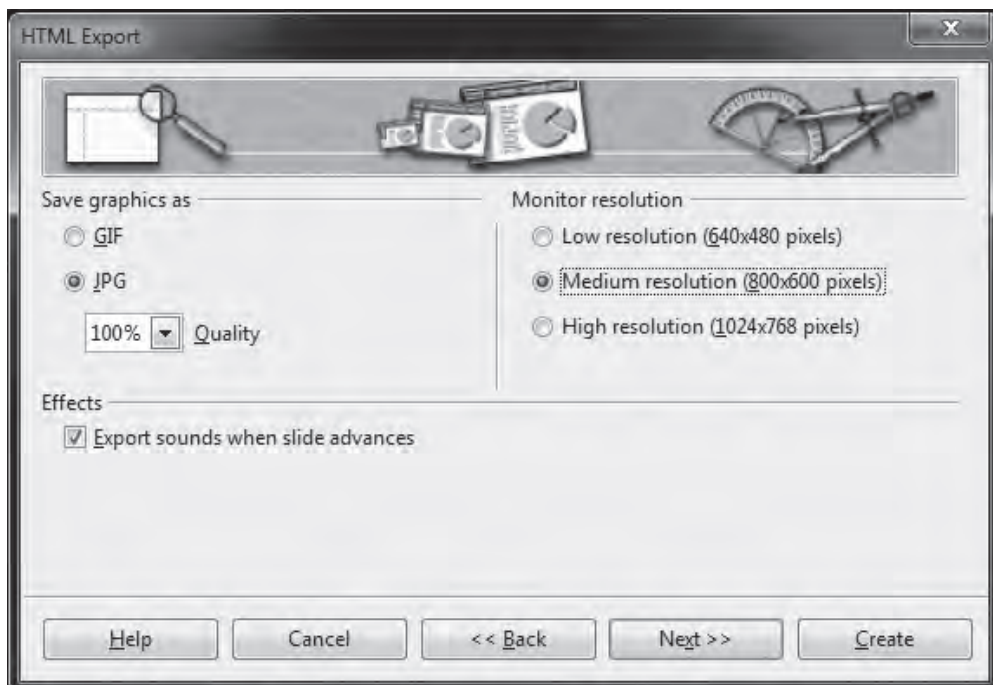 HTML Export
Save graphics as
GIF
JPG
100% Quality
Monitor resolution
Low resolution (640x480 pixels)
Medium resolution (800x600 pixels)
High resolution (1024x768 pixels)
Effects
Export sounds when slide advances
Help Cancel << Back Next >> Create